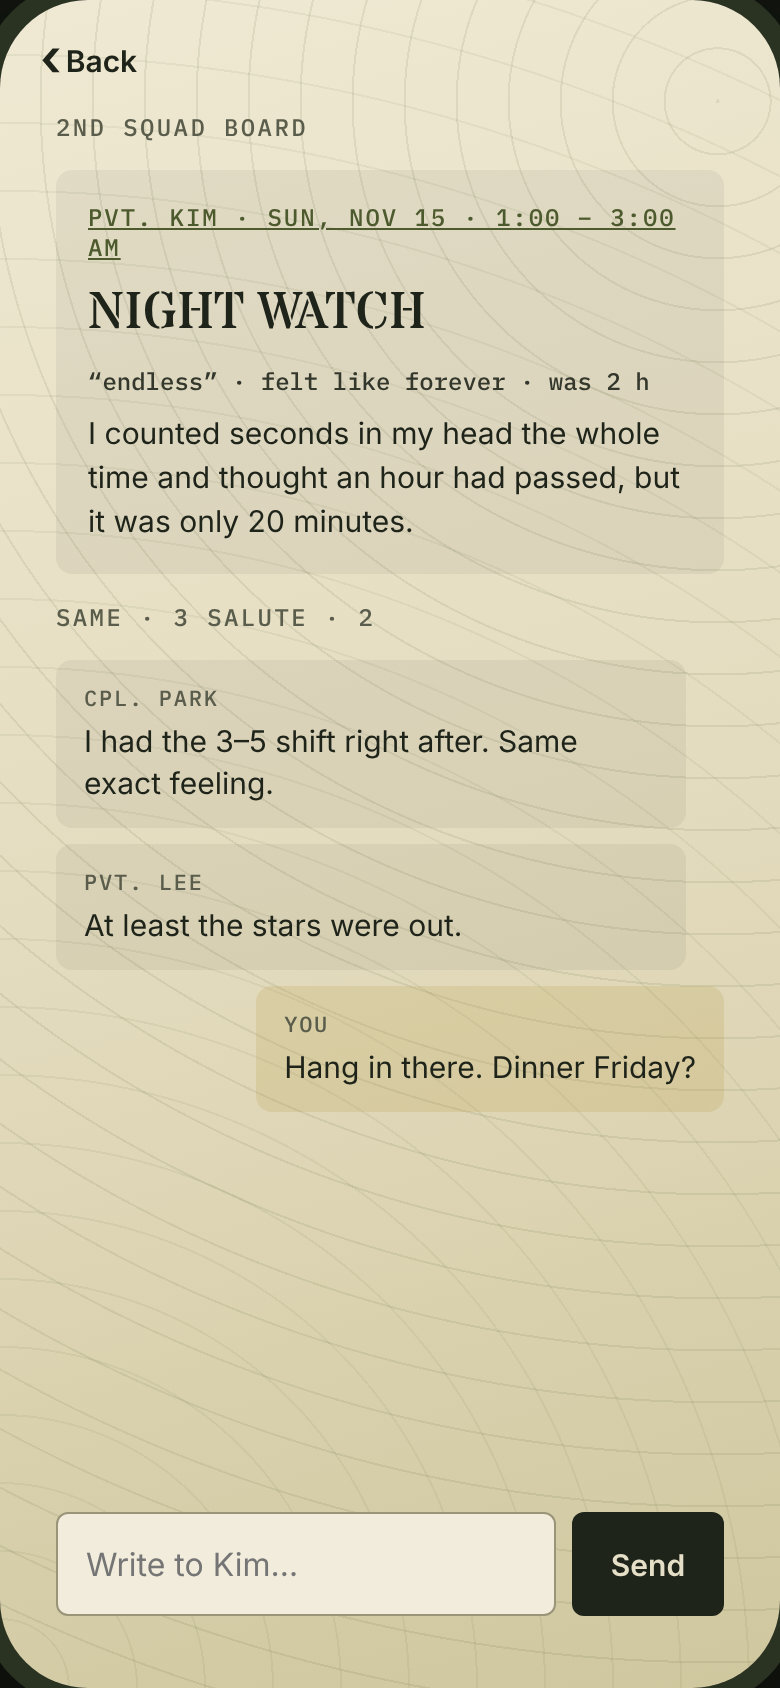 Back
2ND SQUAD BOARD
PVT. KIM · SUN, NOV 15 · 1:00 – 3:00
AM
NIGHT WATCH
“endless” · felt like forever · was 2 h
I counted seconds in my head the whole
time and thought an hour had passed, but
it was only 20 minutes.
SAME · 3 SALUTE · 2
CPL. PARK
I had the 3–5 shift right after. Same
exact feeling.
PVT. LEE
At least the stars were out.
YOU
Hang in there. Dinner Friday?
Write to Kim...
Send